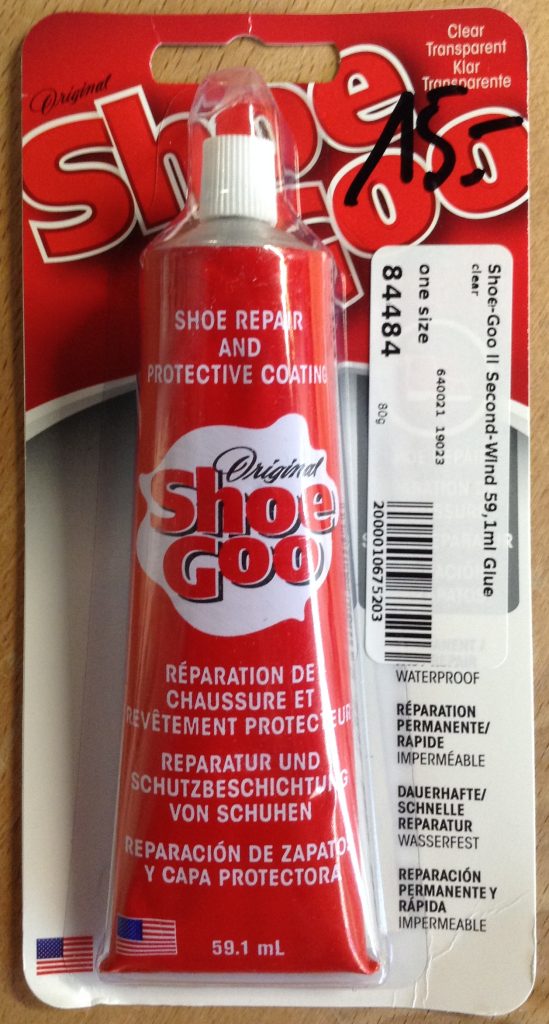 Clear
Transparent
Klar
Transparente
Original
Shoe
Goo
15.-
SHOE REPAIR
AND
PROTECTIVE COATING
Original
Shoe
Goo
RÉPARATION DE
CHAUSSURE ET
REVÊTEMENT PROTECTEUR
REPARATUR UND
SCHUTZBESCHICHTUNG
VON SCHUHEN
REPARACIÓN DE ZAPATOS
Y CAPA PROTECTORA
59.1 mL
Shoe-Goo II Second-Wind 59,1ml Glue
clear
640021 19023
one size
80g
84484
2000010675203
WATERPROOF
RÉPARATION
PERMANENTE/
RAPIDE
IMPERMÉABLE
DAUERHAFTE/
SCHNELLE
REPARATUR
WASSERFEST
REPARACIÓN
PERMANENTE Y
RÁPIDA
IMPERMEABLE